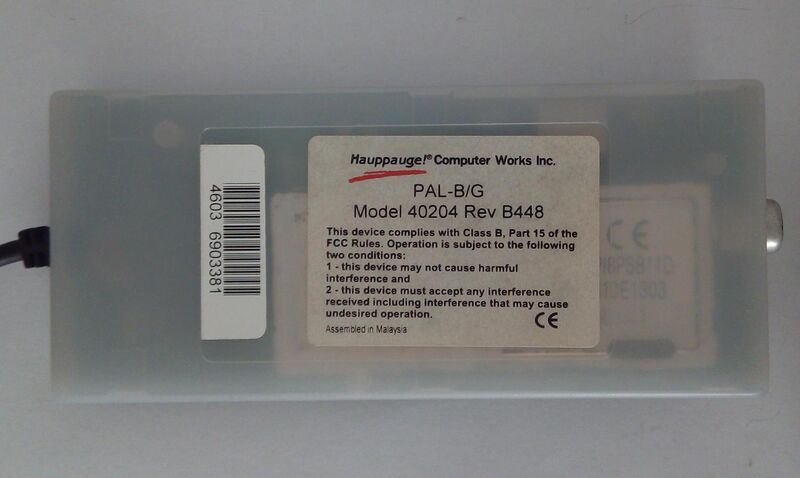 Hauppauge!® Computer Works Inc.
PAL-B/G
Model 40204 Rev B448
This device complies with Class B, Part 15 of the
FCC Rules. Operation is subject to the following
two conditions:
1 - this device may not cause harmful
interference and
2 - this device must accept any interference
received including interference that may cause
undesired operation.
CE
Assembled in Malaysia
4603 6903381
CE